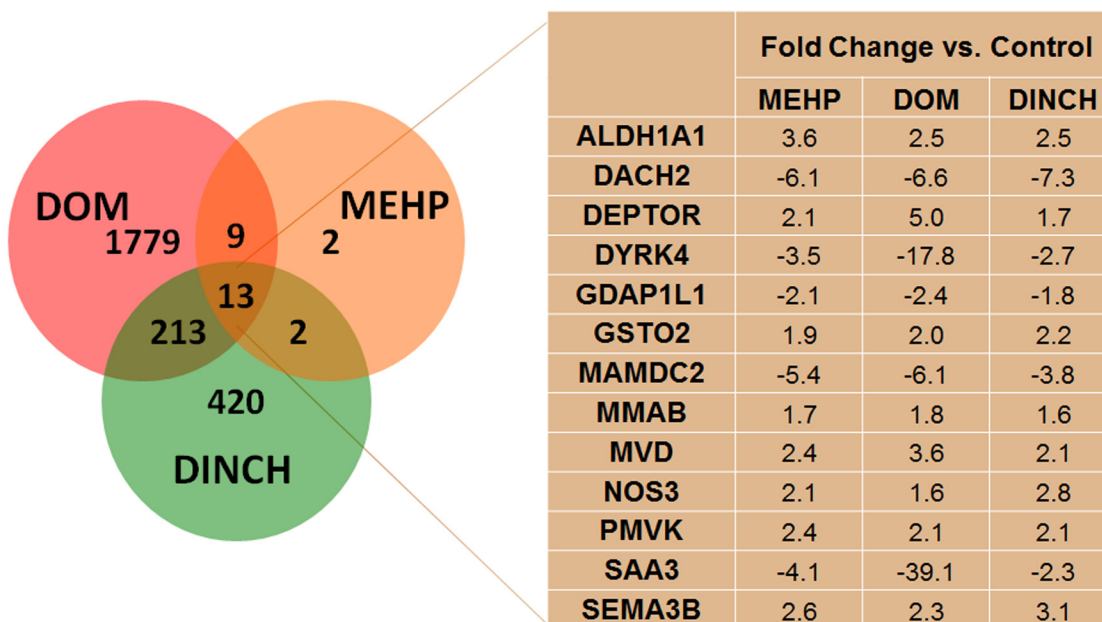 DOM
1779
9
MEHP
2
13
213
2
420
DINCH
Fold Change vs. Control
MEHP DOM DINCH
ALDH1A1 3.6 2.5 2.5
DACH2 -6.1 -6.6 -7.3
DEPTOR 2.1 5.0 1.7
DYRK4 -3.5 -17.8 -2.7
GDAP1L1 -2.1 -2.4 -1.8
GSTO2 1.9 2.0 2.2
MAMDC2 -5.4 -6.1 -3.8
MMAB 1.7 1.8 1.6
MVD 2.4 3.6 2.1
NOS3 2.1 1.6 2.8
PMVK 2.4 2.1 2.1
SAA3 -4.1 -39.1 -2.3
SEMA3B 2.6 2.3 3.1